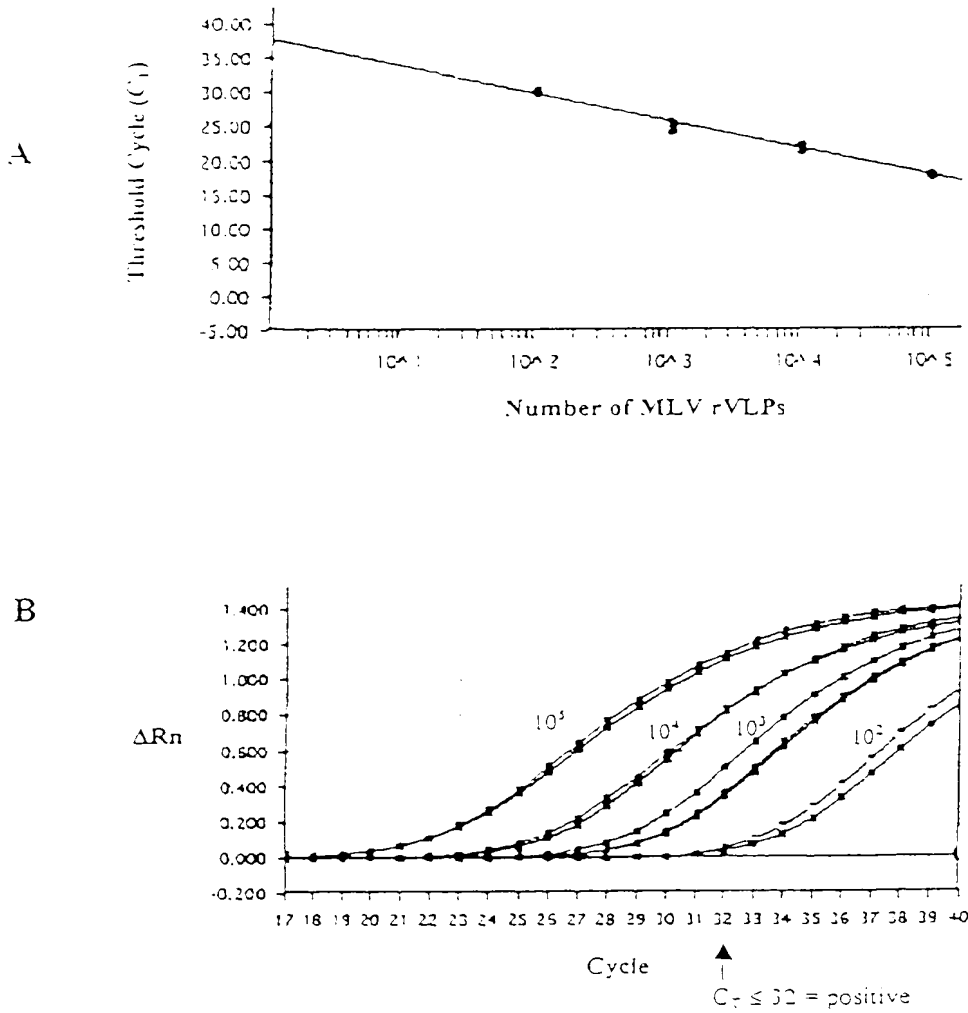 A
Threshold Cycle (C_T)
40.00
35.00
30.00
25.00
20.00
15.00
10.00
5.00
0.00
-5.00
10^1 10^2 10^3 10^4 10^5
Number of MLV rVLPs
B
ΔRn
1.400
1.200
1.000
0.800
0.600
0.400
0.200
0.000
-0.200
10⁵ 10⁴ 10³ 10²
17 18 19 20 21 22 23 24 25 26 27 28 29 30 31 32 33 34 35 36 37 38 39 40
Cycle
C_T ≤ 32 = positive